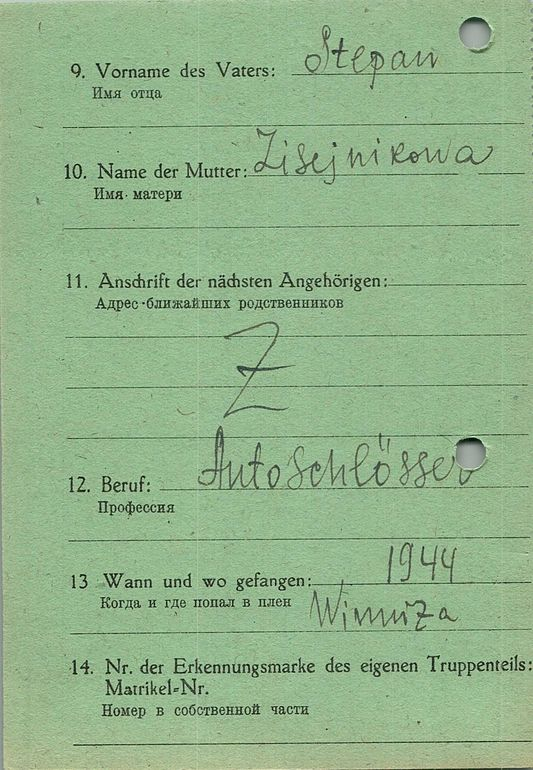 9. Vorname des Vaters: Stepan
Имя отца
10. Name der Mutter: Lisejnikowa
Имя матери
11. Anschrift der nächsten Angehörigen:
Адрес ближайших родственников
Z
12. Beruf: Autoschlösser
Профессия
13 Wann und wo gefangen: 1944
Когда и где попал в плен Winniza
14. Nr. der Erkennungsmarke des eigenen Truppenteils:
Matrikel-Nr.
Номер в собственной части